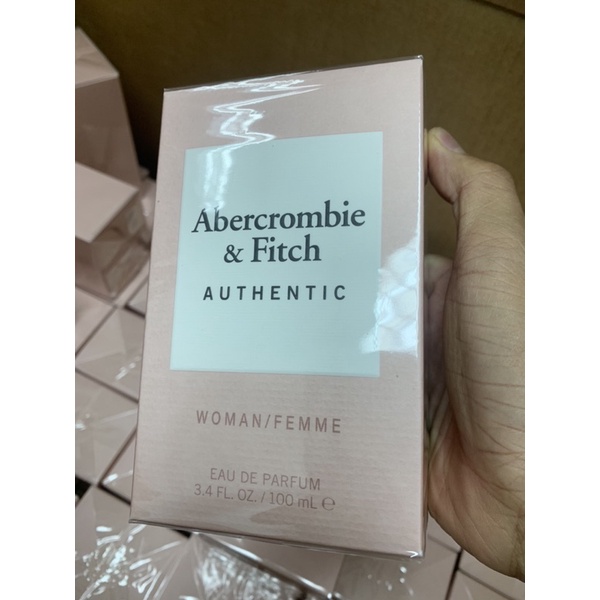 Abercrombie
& Fitch
AUTHENTIC
WOMAN/FEMME
EAU DE PARFUM
3.4 FL. OZ. / 100 mL ℮